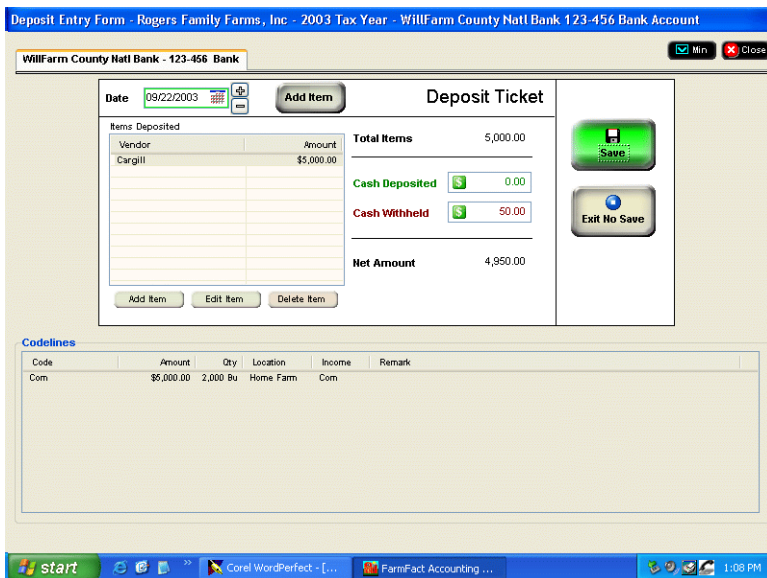 Deposit Entry Form - Rogers Family Farms, Inc - 2003 Tax Year - WillFarm County Natl Bank 123-456 Bank Account
Min Close
WillFarm County Natl Bank - 123-456 Bank
Date 09/22/2003 Add Item Deposit Ticket
Items Deposited
Vendor Amount
Cargill $5,000.00
Total Items 5,000.00
Cash Deposited $ 0.00
Cash Withheld $ 50.00
Net Amount 4,950.00
Save
Exit No Save
Add Item Edit Item Delete Item
Codelines
Code Amount Qty Location Income Remark
Corn $5,000.00 2,000 Bu Home Farm Corn
start Corel WordPerfect - [... FarmFact Accounting ... 1:08 PM